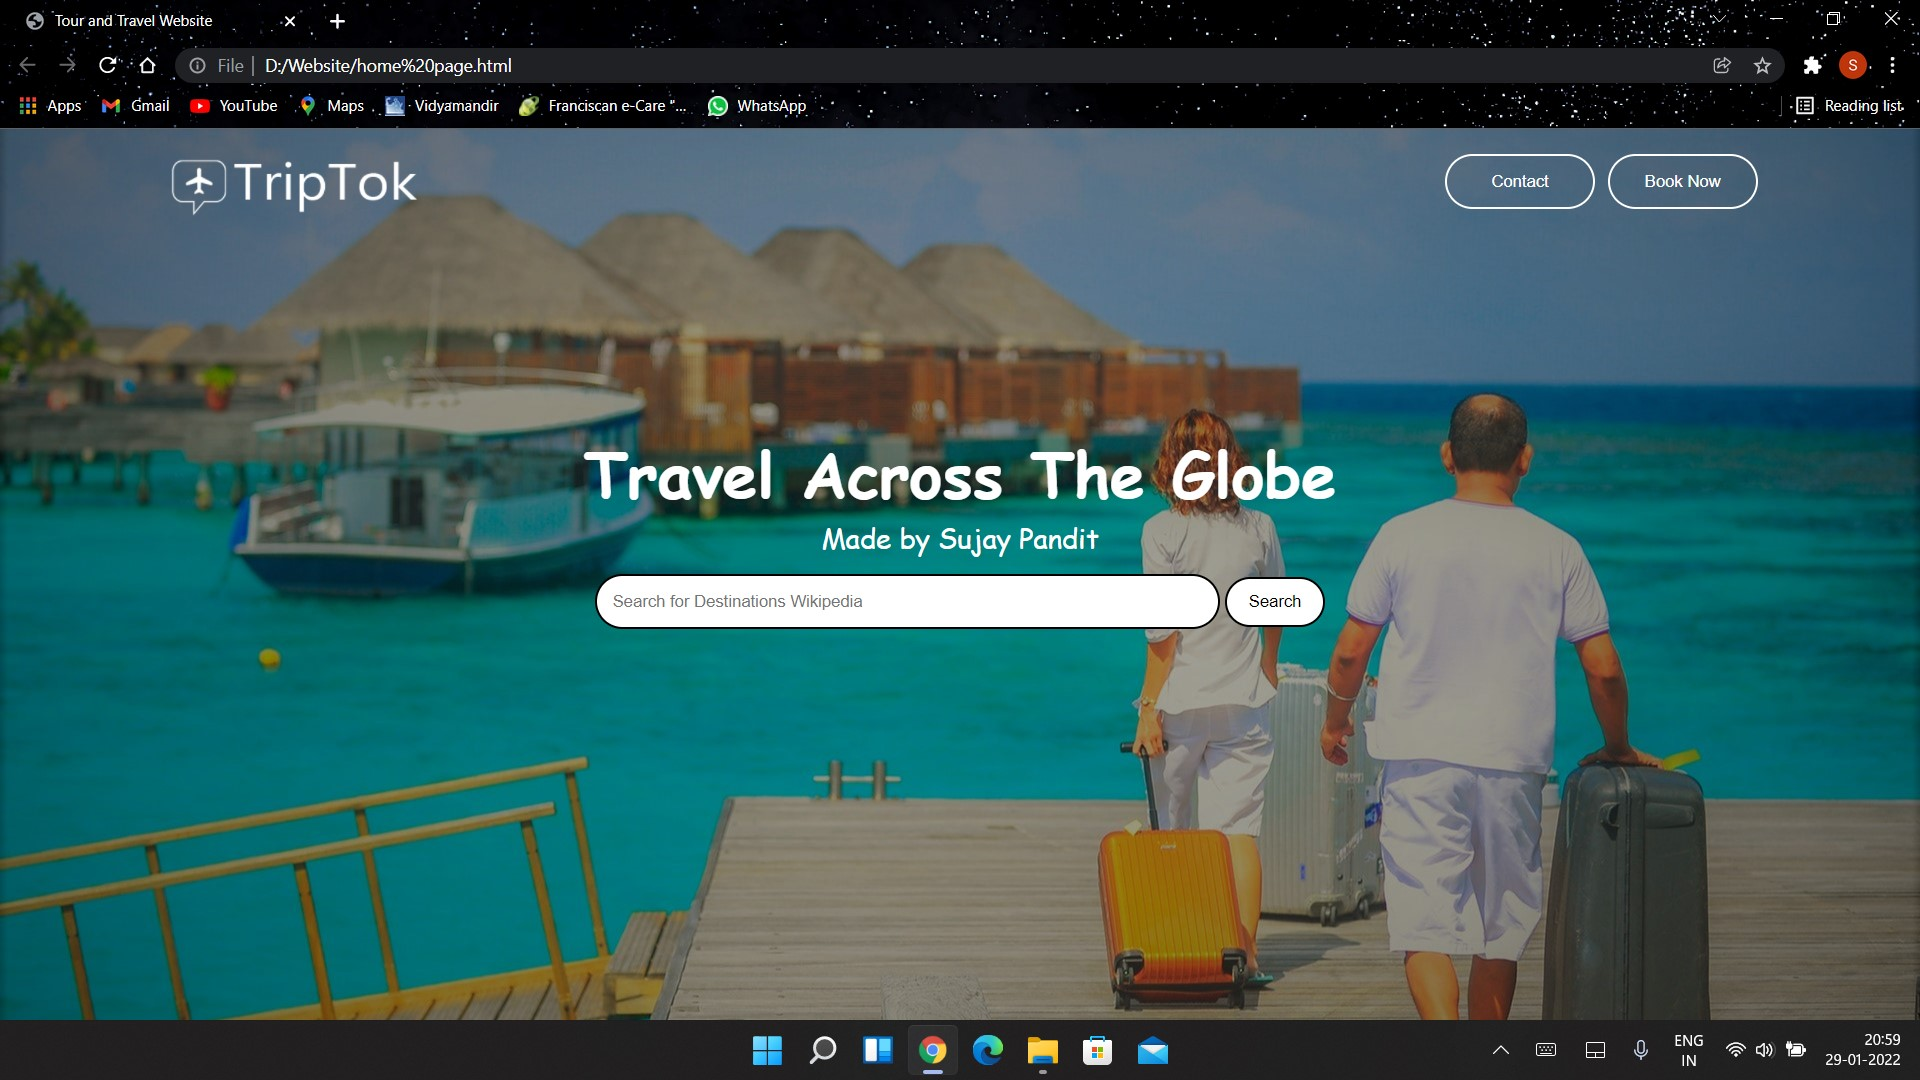 Tour and Travel Website
File | D:/Website/home%20page.html
S
Apps Gmail YouTube Maps Vidyamandir Franciscan e-Care "... WhatsApp Reading list
TripTok
Contact Book Now
Travel Across The Globe
Made by Sujay Pandit
Search for Destinations Wikipedia Search
ENG 20:59
IN 29-01-2022